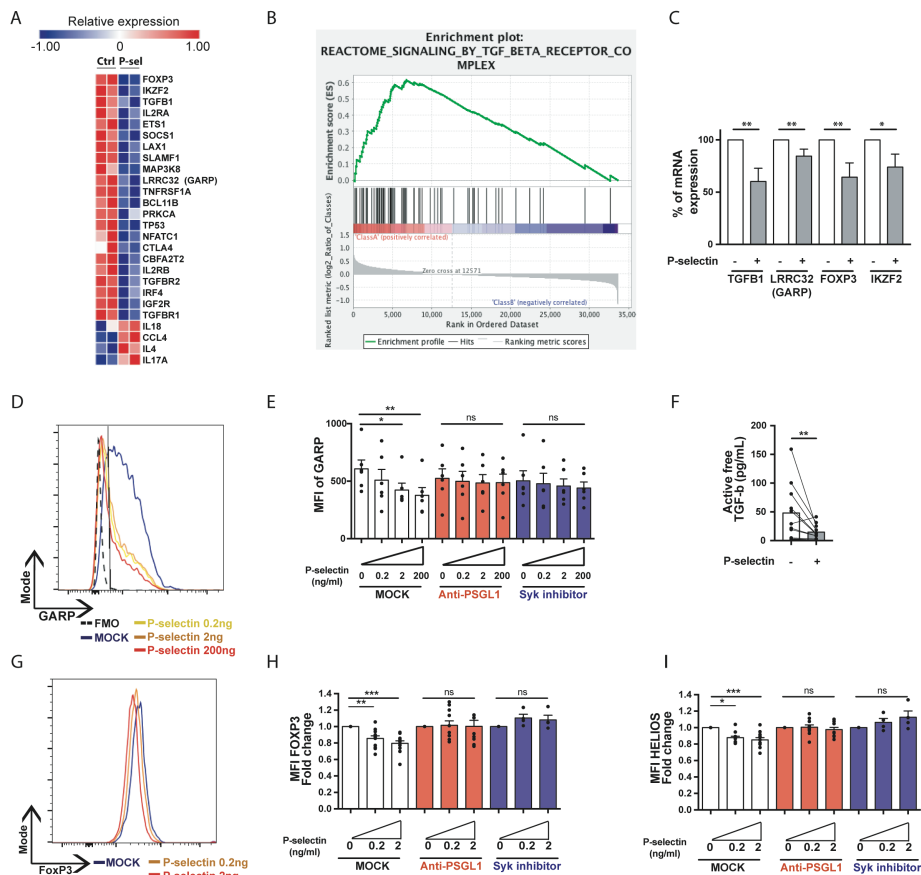 A
Relative expression
-1.00 0 1.00
Ctrl P-sel
FOXP3
IKZF2
TGFB1
IL2RA
ETS1
SOCS1
LAX1
SLAMF1
MAP3K8
LRRC32 (GARP)
TNFRSF1A
BCL11B
PRKCA
TP53
NFATC1
CTLA4
CBFA2T2
IL2RB
TGFBR2
IRF4
IGF2R
TGFBR1
IL18
CCL4
IL4
IL17A
B
Enrichment plot:
REACTOME_SIGNALING_BY_TGF_BETA_RECEPTOR_CO
MPLEX
Enrichment score (ES)
0.6
0.5
0.4
0.3
0.2
0.1
0.0
'ClassA' (positively correlated)
Ranked list metric (log2_Ratio_of_Classes)
1.5
1.0
0.5
0.0
-0.5
-1.0
Zero cross at 12571
'ClassB' (negatively correlated)
0 5,000 10,000 15,000 20,000 25,000 30,000 35,000
Rank in Ordered Dataset
Enrichment profile Hits Ranking metric scores
C
% of mRNA
expression
100
50
0
** ** ** *
P-selectin - + - + - + - +
TGFB1 LRRC32 FOXP3 IKZF2
(GARP)
D
Mode
GARP
FMO P-selectin 0.2ng
MOCK P-selectin 2ng
P-selectin 200ng
E
MFI of GARP
1000
500
0
**
* ns ns
P-selectin
(ng/ml)
0 0.2 2 200 0 0.2 2 200 0 0.2 2 200
MOCK Anti-PSGL1 Syk inhibitor
F
Active free
TGF-b (pg/mL)
200
150
100
50
0
**
P-selectin - +
G
Mode
FoxP3
MOCK P-selectin 0.2ng
P-selectin 2ng
H
MFI FOXP3
Fold change
1.4
1.2
1.0
0.8
0.6
0.4
0.2
0.0
*** ns ns
**
P-selectin
(ng/ml)
0 0.2 2 0 0.2 2 0 0.2 2
MOCK Anti-PSGL1 Syk inhibitor
I
MFI HELIOS
Fold change
1.4
1.2
1.0
0.8
0.6
0.4
0.2
0.0
*** ns ns
*
P-selectin
(ng/ml)
0 0.2 2 0 0.2 2 0 0.2 2
MOCK Anti-PSGL1 Syk inhibitor